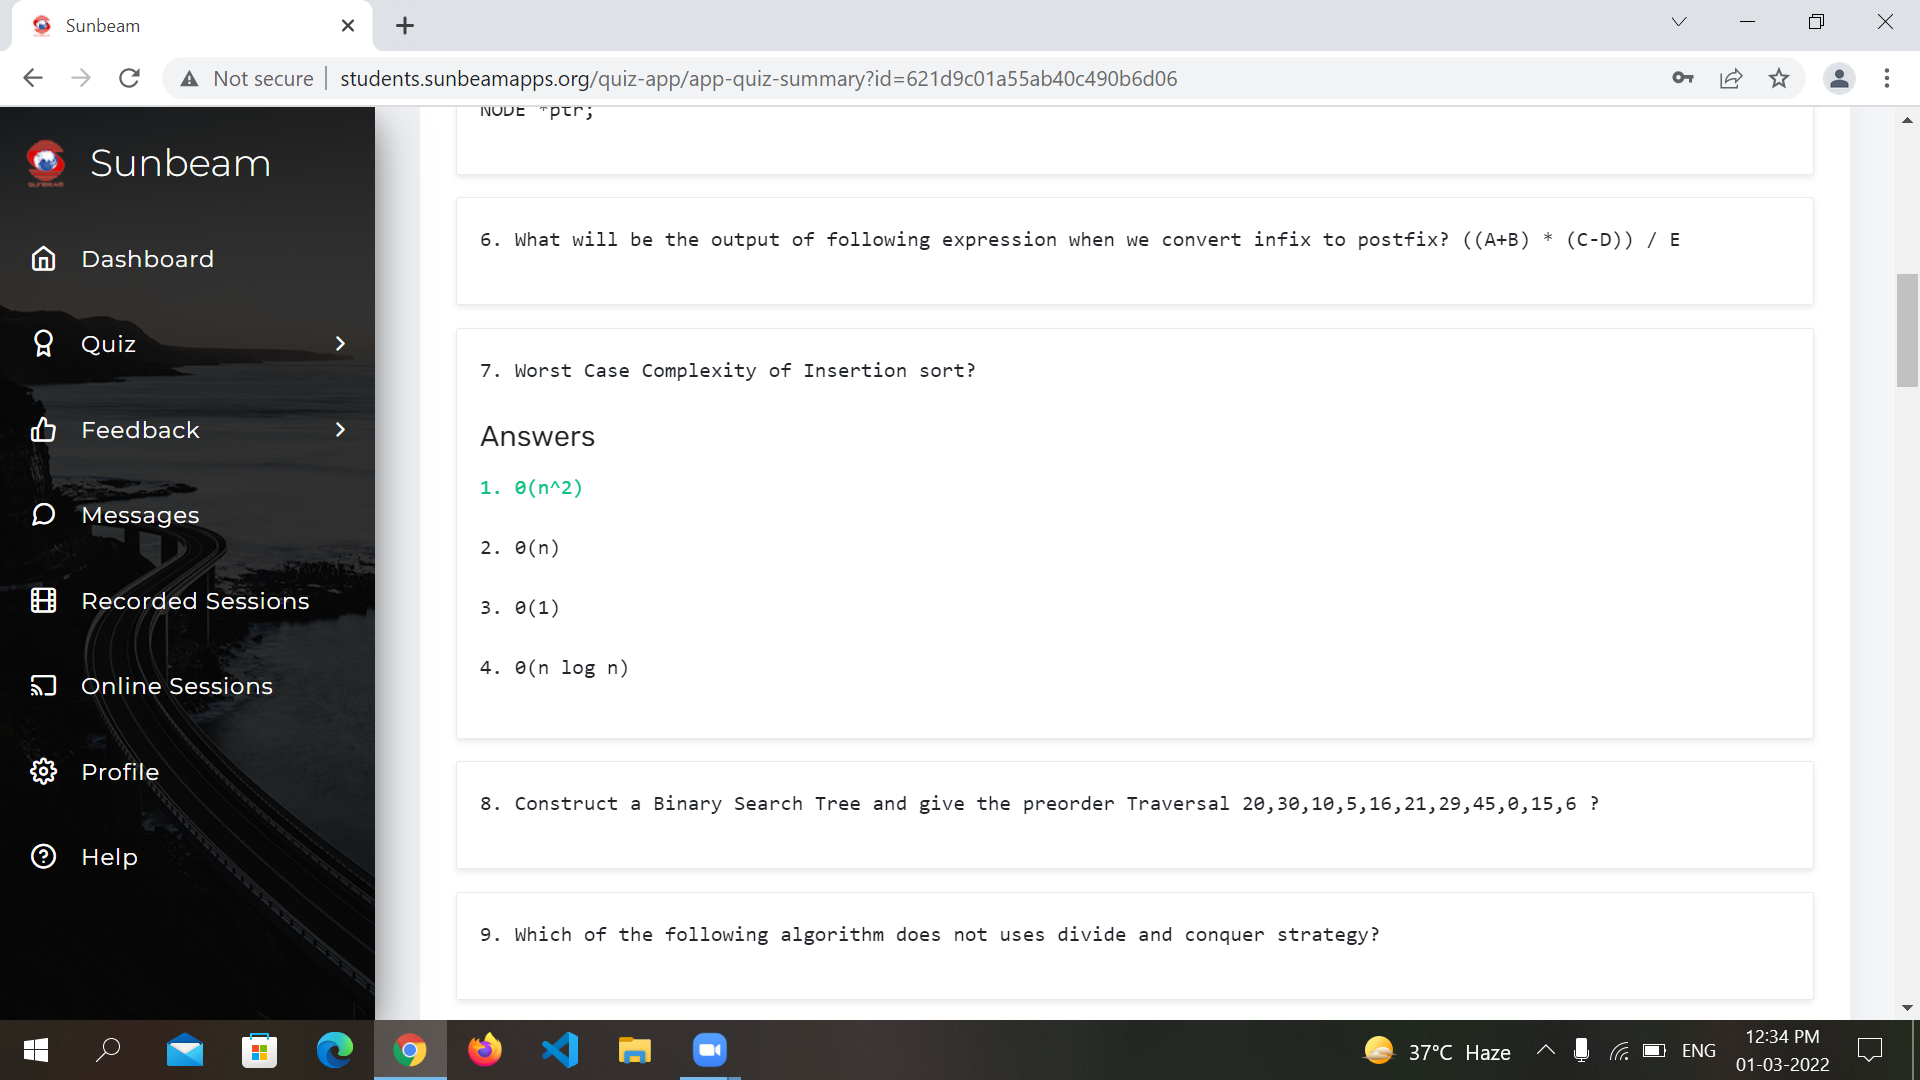 Sunbeam
Not secure
students.sunbeamapps.org/quiz-app/app-quiz-summary?id=621d9c01a55ab40c490b6d06
Sunbeam
Dashboard
Quiz
Feedback
Messages
Recorded Sessions
Online Sessions
Profile
Help
NODE *ptr;
6. What will be the output of following expression when we convert infix to postfix? ((A+B) * (C-D)) / E
7. Worst Case Complexity of Insertion sort?
Answers
1. θ(n^2)
2. θ(n)
3. θ(1)
4. θ(n log n)
8. Construct a Binary Search Tree and give the preorder Traversal 20,30,10,5,16,21,29,45,0,15,6 ?
9. Which of the following algorithm does not uses divide and conquer strategy?
37°C Haze
ENG
12:34 PM
01-03-2022